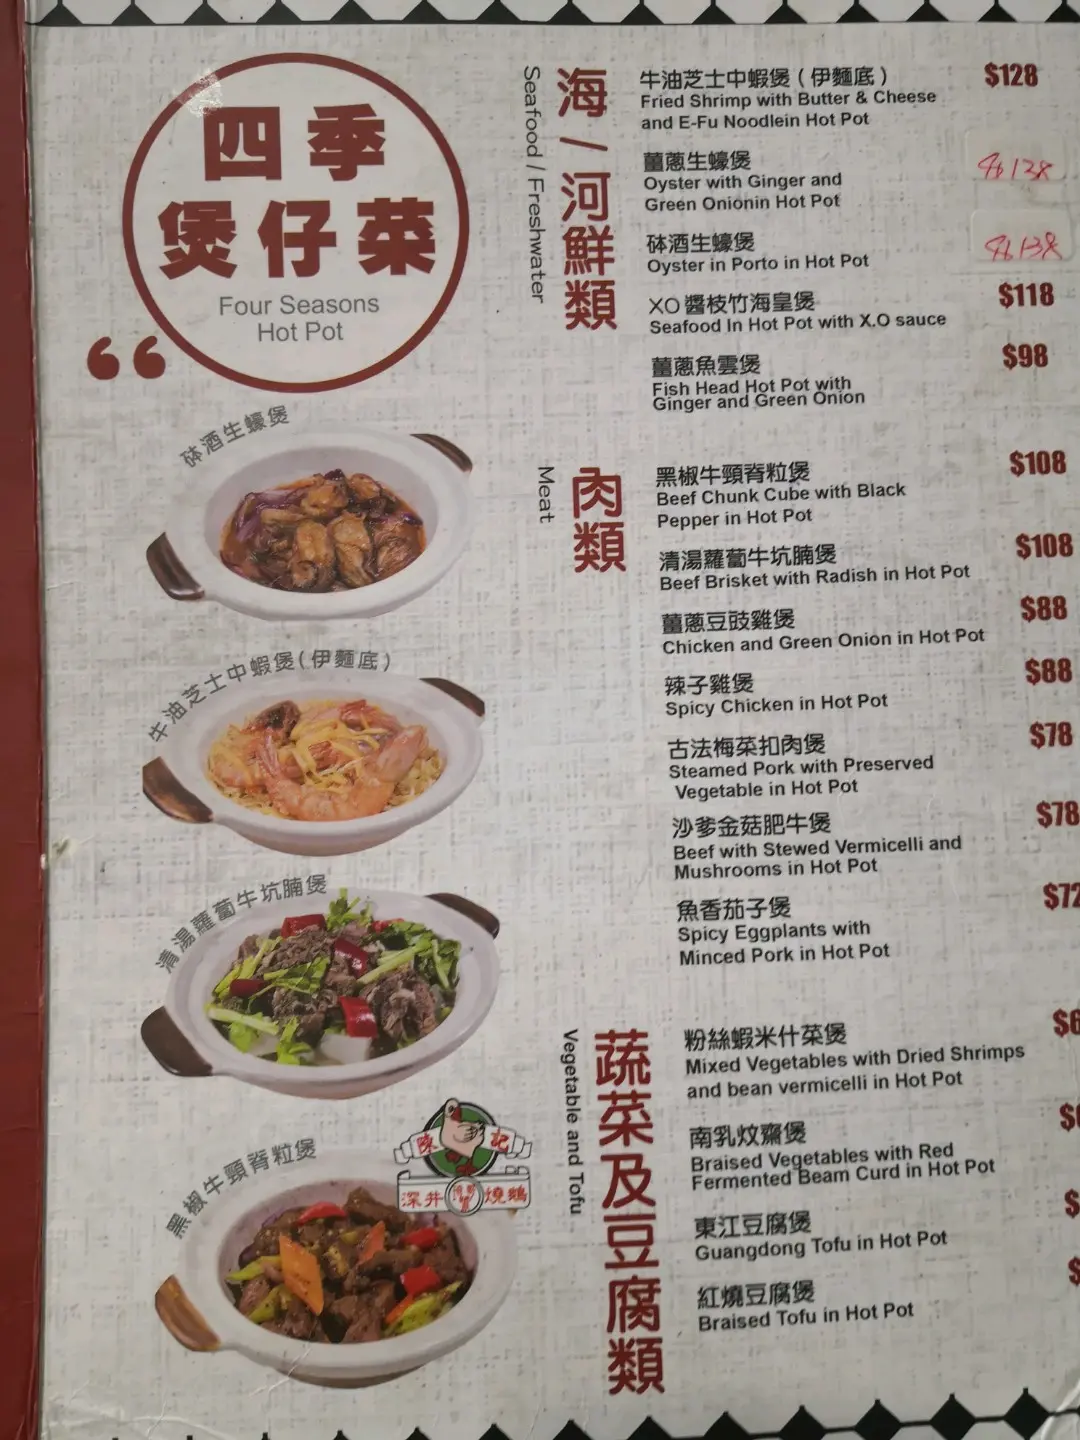 四季
煲仔菜
Four Seasons
Hot Pot
海/河鮮類
Seafood / Freshwater
牛油芝士中蝦煲 ( 伊麵底 ) $128
Fried Shrimp with Butter & Cheese
and E-Fu Noodlein Hot Pot
薑蔥生蠔煲 138
Oyster with Ginger and
Green Onionin Hot Pot
砵酒生蠔煲 138
Oyster in Porto in Hot Pot
XO醬枝竹海皇煲 $118
Seafood In Hot Pot with X.O sauce
薑蔥魚雲煲 $98
Fish Head Hot Pot with
Ginger and Green Onion
肉類
Meat
黑椒牛頸脊粒煲 $108
Beef Chunk Cube with Black
Pepper in Hot Pot
清湯蘿蔔牛坑腩煲 $108
Beef Brisket with Radish in Hot Pot
薑蔥豆豉雞煲 $88
Chicken and Green Onion in Hot Pot
辣子雞煲 $88
Spicy Chicken in Hot Pot
古法梅菜扣肉煲 $78
Steamed Pork with Preserved
Vegetable in Hot Pot
沙爹金菇肥牛煲 $78
Beef with Stewed Vermicelli and
Mushrooms in Hot Pot
魚香茄子煲 $72
Spicy Eggplants with
Minced Pork in Hot Pot
蔬菜及豆腐類
Vegetable and Tofu
粉絲蝦米什菜煲
Mixed Vegetables with Dried Shrimps
and bean vermicelli in Hot Pot
南乳炆齋煲
Braised Vegetables with Red
Fermented Beam Curd in Hot Pot
東江豆腐煲
Guangdong Tofu in Hot Pot
紅燒豆腐煲
Braised Tofu in Hot Pot
砵酒生蠔煲
牛油芝士中蝦煲(伊麵底)
清湯蘿蔔牛坑腩煲
黑椒牛頸脊粒煲
陳記
深井 燒鵝